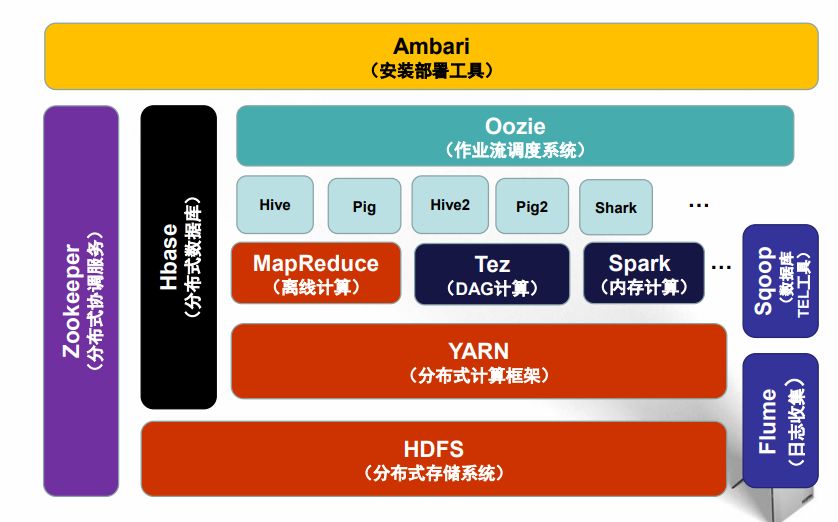 Ambari
（安装部署工具）
Zookeeper
（分布式协调服务）
Hbase
（分布式数据库）
Oozie
（作业流调度系统）
Hive
Pig
Hive2
Pig2
Shark
...
MapReduce
（离线计算）
Tez
（DAG计算）
Spark
（内存计算）
...
YARN
（分布式计算框架）
HDFS
（分布式存储系统）
Sqoop
（数据库
TEL工具）
Flume
（日志收集）